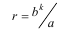 r = b^k / a